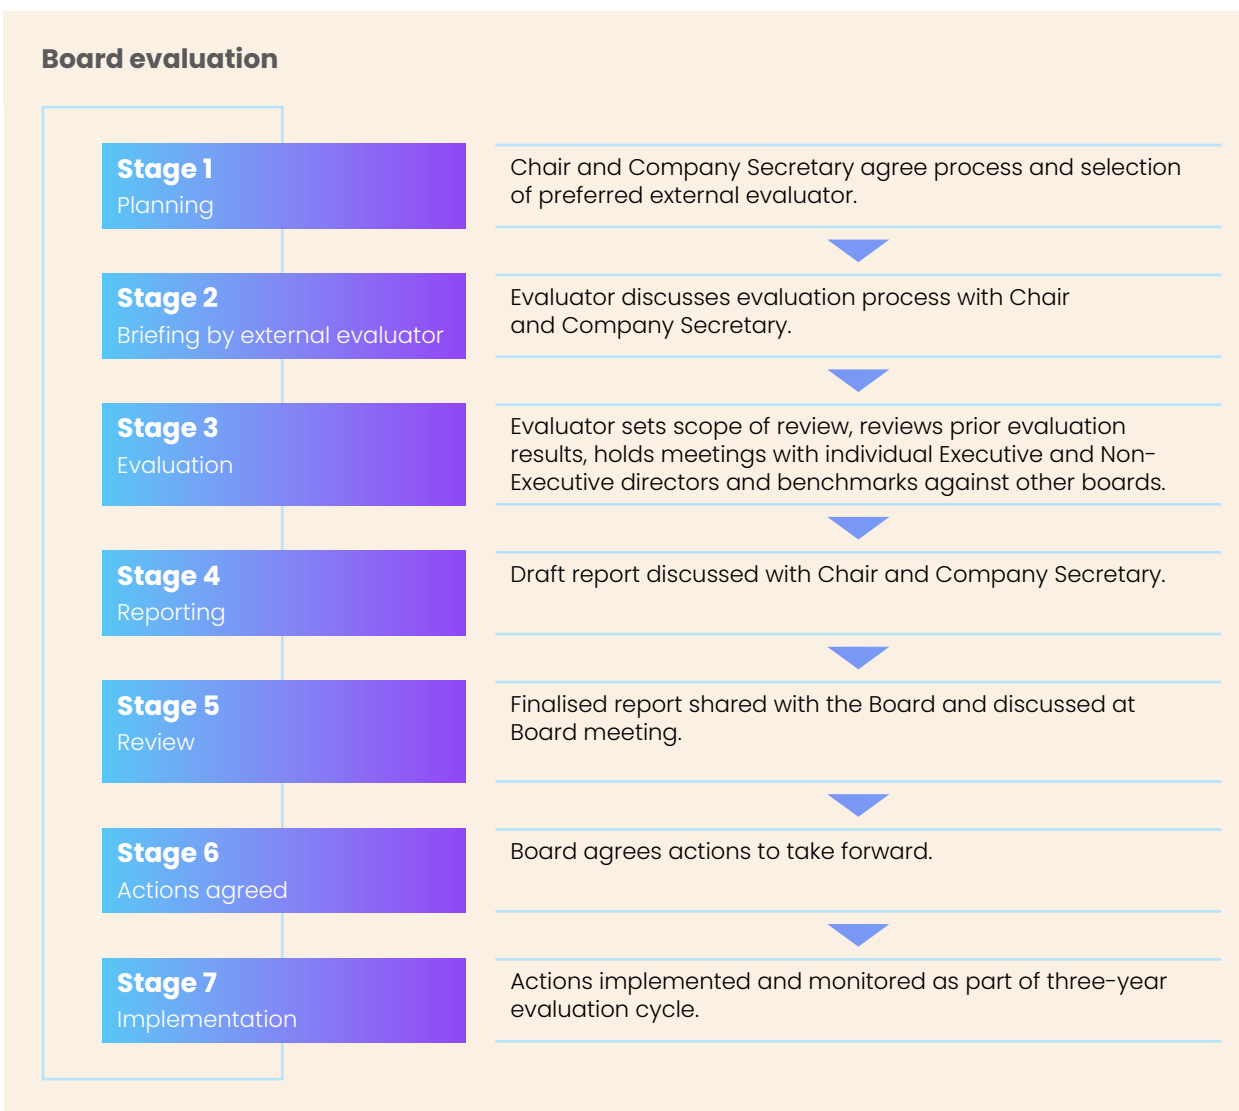 Board evaluation
Stage 1
Planning
Chair and Company Secretary agree process and selection
of preferred external evaluator.
Stage 2
Briefing by external evaluator
Evaluator discusses evaluation process with Chair
and Company Secretary.
Stage 3
Evaluation
Evaluator sets scope of review, reviews prior evaluation
results, holds meetings with individual Executive and Non-
Executive directors and benchmarks against other boards.
Stage 4
Reporting
Draft report discussed with Chair and Company Secretary.
Stage 5
Review
Finalised report shared with the Board and discussed at
Board meeting.
Stage 6
Actions agreed
Board agrees actions to take forward.
Stage 7
Implementation
Actions implemented and monitored as part of three-year
evaluation cycle.